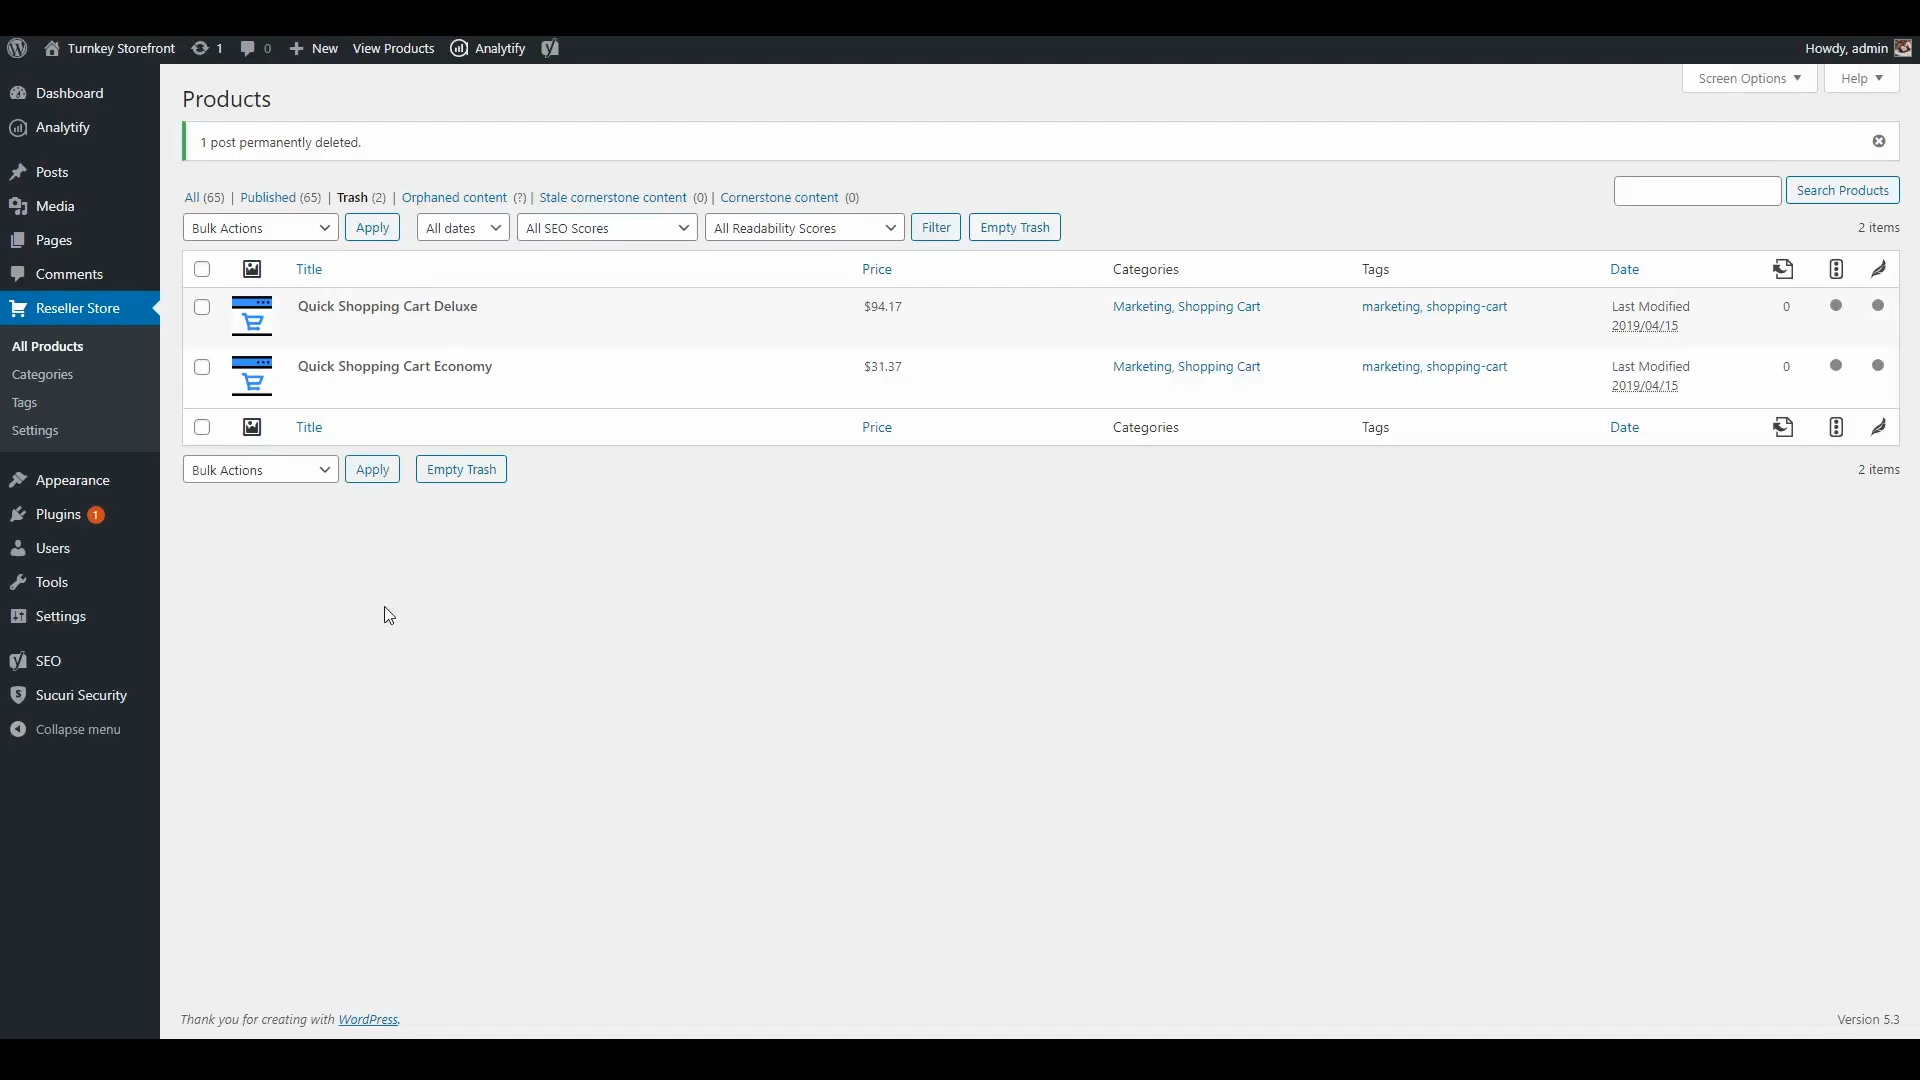 Turnkey Storefront 1 0 New View Products Analytify Howdy, admin
Screen Options Help
Dashboard
Analytify
Posts
Media
Pages
Comments
Reseller Store
All Products
Categories
Tags
Settings
Appearance
Plugins 1
Users
Tools
Settings
SEO
Sucuri Security
Collapse menu
Products
1 post permanently deleted.
All (65) | Published (65) | Trash (2) | Orphaned content (?) | Stale cornerstone content (0) | Cornerstone content (0)
Search Products
Bulk Actions Apply All dates All SEO Scores All Readability Scores Filter Empty Trash 2 items
Title Price Categories Tags Date
Quick Shopping Cart Deluxe $94.17 Marketing, Shopping Cart marketing, shopping-cart Last Modified 0
2019/04/15
Quick Shopping Cart Economy $31.37 Marketing, Shopping Cart marketing, shopping-cart Last Modified 0
2019/04/15
Title Price Categories Tags Date
Bulk Actions Apply Empty Trash 2 items
Thank you for creating with WordPress. Version 5.3